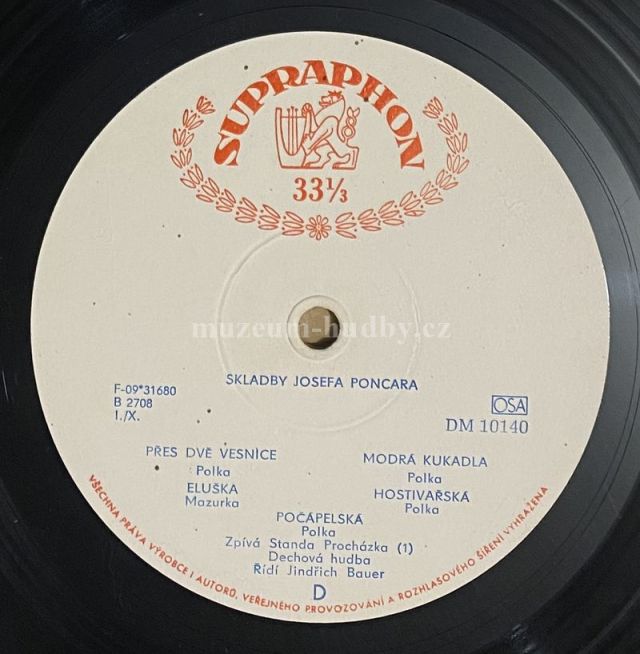 SUPRAPHON
33⅓
muzeum-hudby.cz
SKLADBY JOSEFA PONCARA
F-09*31680
B 2708
I./X.
OSA
DM 10140
PŘES DVĚ VESNICE
Polka
ELUŠKA
Mazurka
MODRÁ KUKADLA
Polka
HOSTIVAŘSKÁ
Polka
POČÁPELSKÁ
Polka
Zpívá Standa Procházka (1)
Dechová hudba
Řídí Jindřich Bauer
D
VŠECHNA PRÁVA VÝROBCE I AUTORŮ, VEŘEJNÉHO PROVOZOVÁNÍ A ROZHLASOVÉHO ŠÍŘENÍ VYHRAŽENA